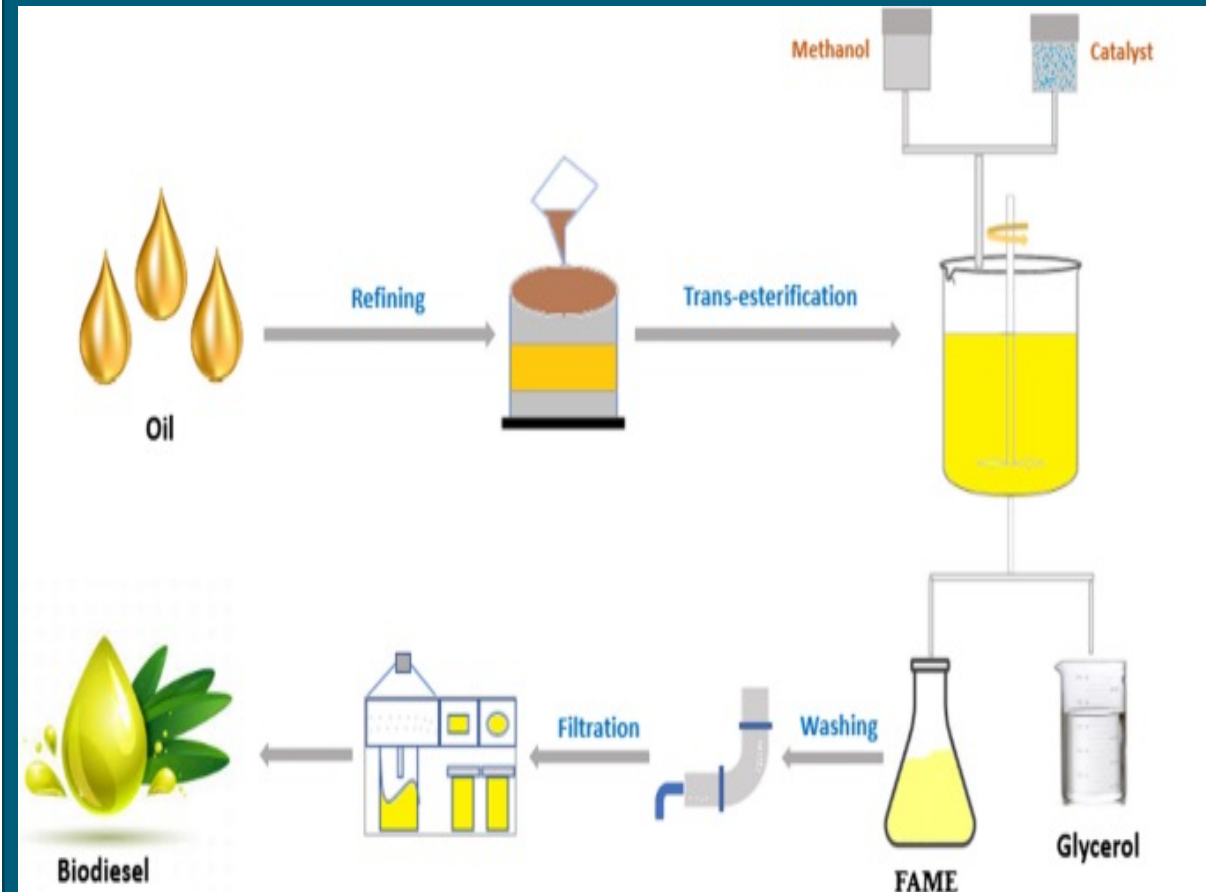 Methanol
Catalyst
Refining
Trans-esterification
Oil
Filtration
Washing
Biodiesel
FAME
Glycerol